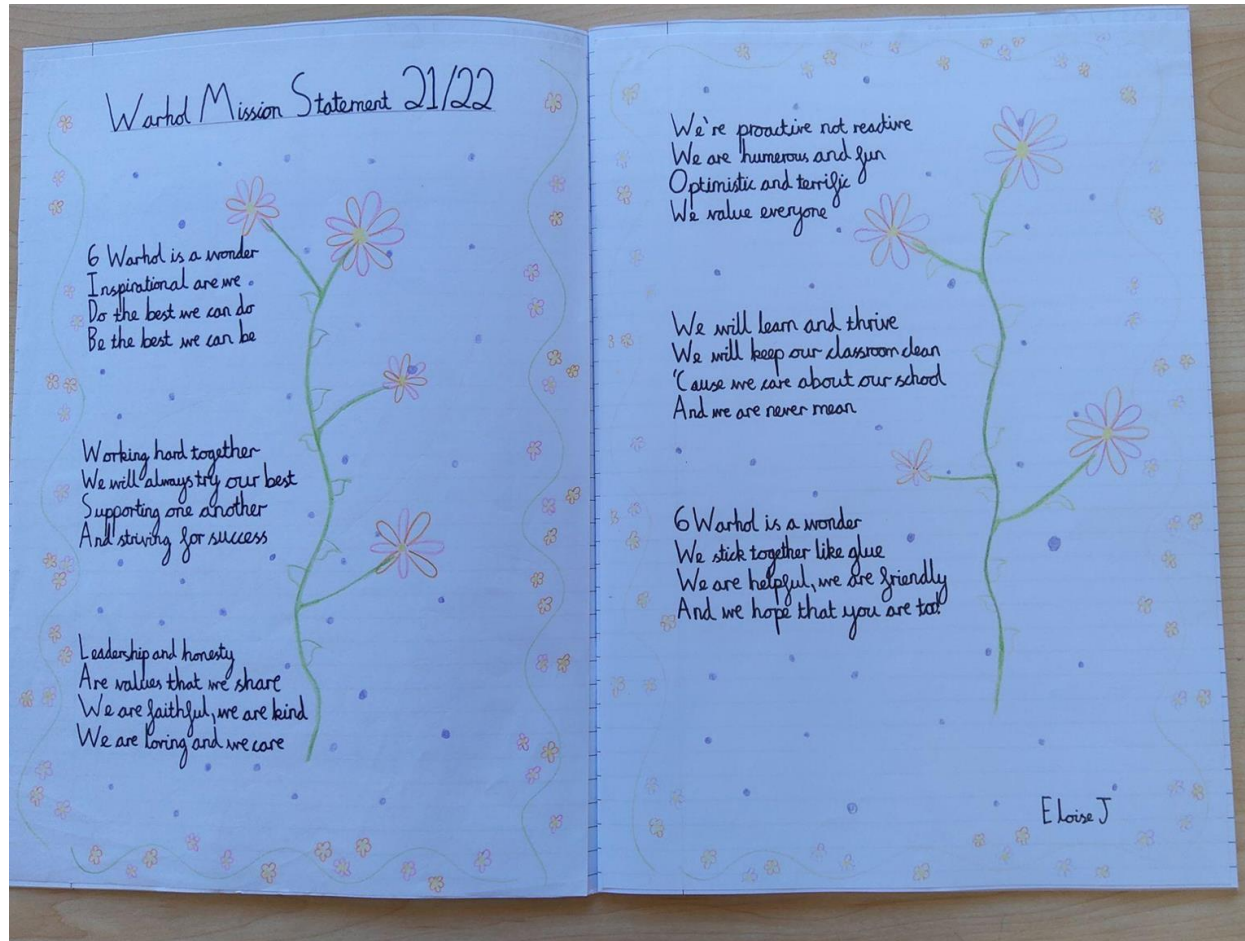 Warhol Mission Statement 21/22
6 Warhol is a wonder
Inspirational are we.
Do the best we can do
Be the best we can be
Working hard together
We will always try our best
Supporting one another
And striving for success
Leadership and honesty
Are values that we share
We are faithful, we are kind
We are loving and we care
We're proactive not reactive
We are humerous and fun
Optimistic and terrific
We value everyone
We will learn and thrive
We will keep our classroom clean
'Cause we care about our school
And we are never mean
6 Warhol is a wonder
We stick together like glue
We are helpful, we are friendly
And we hope that you are too!
Eloise J